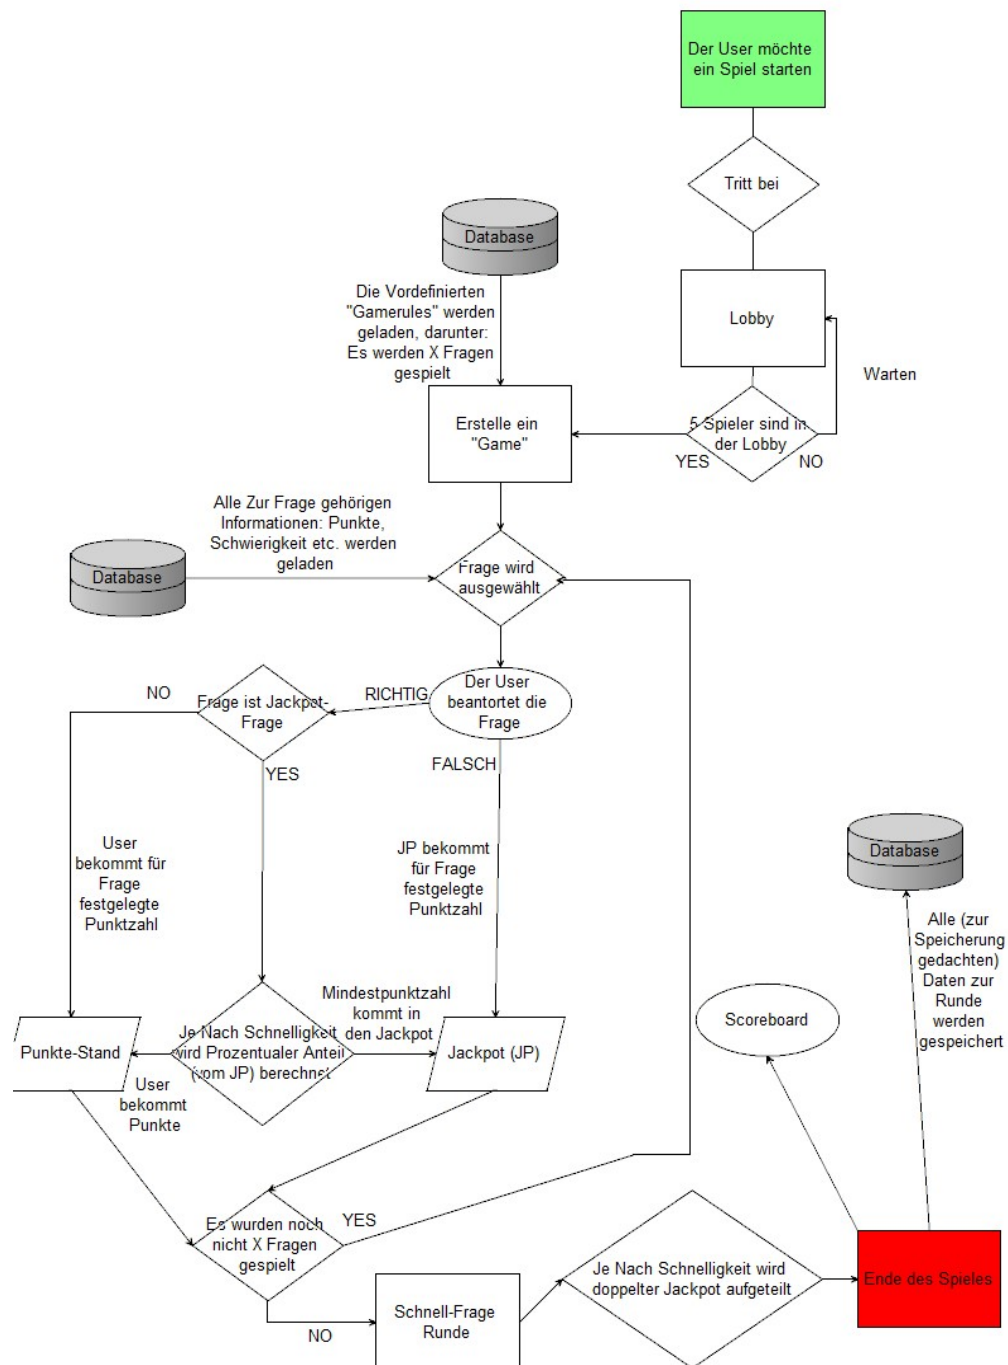 Der User möchte
ein Spiel starten
Tritt bei
Database
Die Vordefinierten
"Gamerules" werden
geladen, darunter:
Es werden X Fragen
gespielt
Lobby
Warten
Erstelle ein
"Game"
5 Spieler sind in
der Lobby
YES
NO
Alle Zur Frage gehörigen
Informationen: Punkte,
Schwierigkeit etc. werden
geladen
Database
Frage wird
ausgewählt
NO
Frage ist Jackpot-
Frage
RICHTIG
Der User
beantortet die
Frage
YES
FALSCH
User
bekommt für
Frage
festgelegte
Punktzahl
JP bekommt
für Frage
festgelegte
Punktzahl
Database
Alle (zur
Speicherung
gedachten)
Daten zur
Runde
werden
gespeichert
Mindestpunktzahl
kommt in
den Jackpot
Scoreboard
Punkte-Stand
Je Nach Schnelligkeit
wird Prozentualer Anteil
(vom JP) berechnet
Jackpot (JP)
User
bekommt
Punkte
Es wurden noch
nicht X Fragen
gespielt
YES
NO
Schnell-Frage
Runde
Je Nach Schnelligkeit wird
doppelter Jackpot aufgeteilt
Ende des Spieles